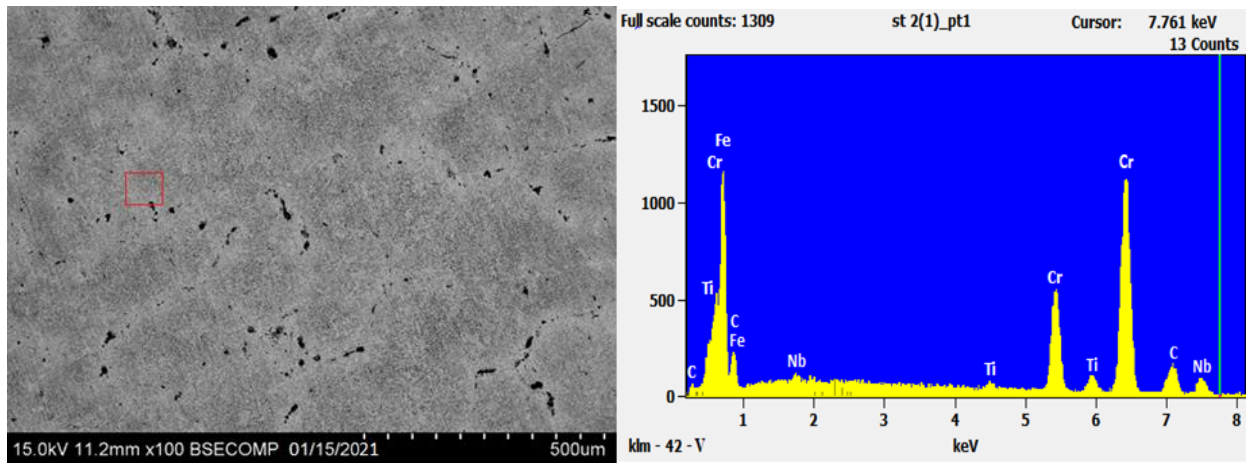 15.0kV 11.2mm x100 BSECOMP 01/15/2021
500um
Full scale counts: 1309
st 2(1)_pt1
Cursor: 7.761 keV
13 Counts
1500
1000
500
0
Fe
Cr
Ti
C
Fe
C
Nb
Ti
Cr
Ti
Cr
C
Nb
1 2 3 4 5 6 7 8
klm - 42 - V
keV